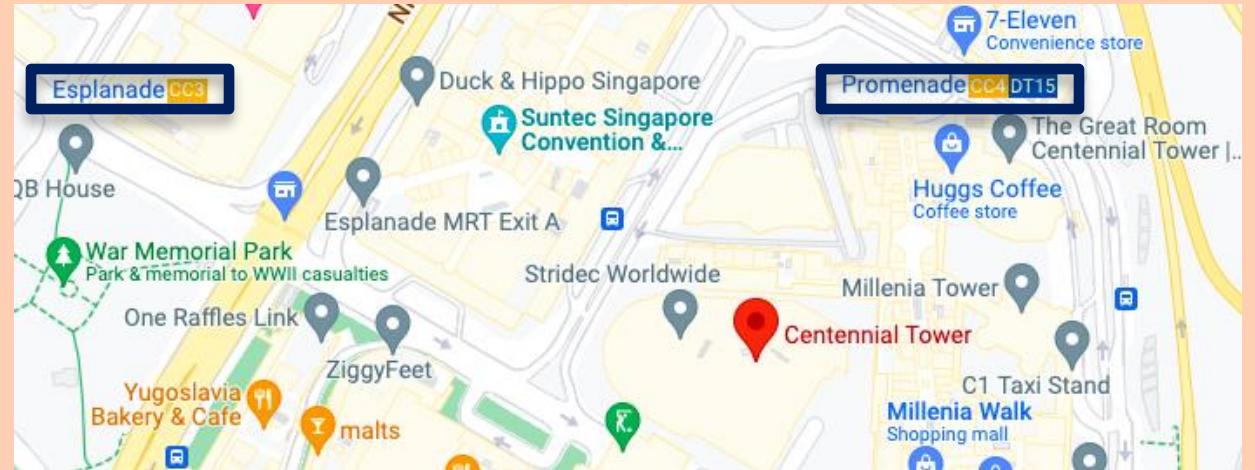 7-Eleven
Convenience store
Esplanade CC3
Duck & Hippo Singapore
Promenade CC4 DT15
Suntec Singapore
Convention &...
The Great Room
Centennial Tower |...
QB House
Huggs Coffee
Coffee store
Esplanade MRT Exit A
War Memorial Park
Park & memorial to WWII casualties
Stridec Worldwide
Millenia Tower
One Raffles Link
Centennial Tower
ZiggyFeet
C1 Taxi Stand
Yugoslavia
Bakery & Cafe
malts
Millenia Walk
Shopping mall